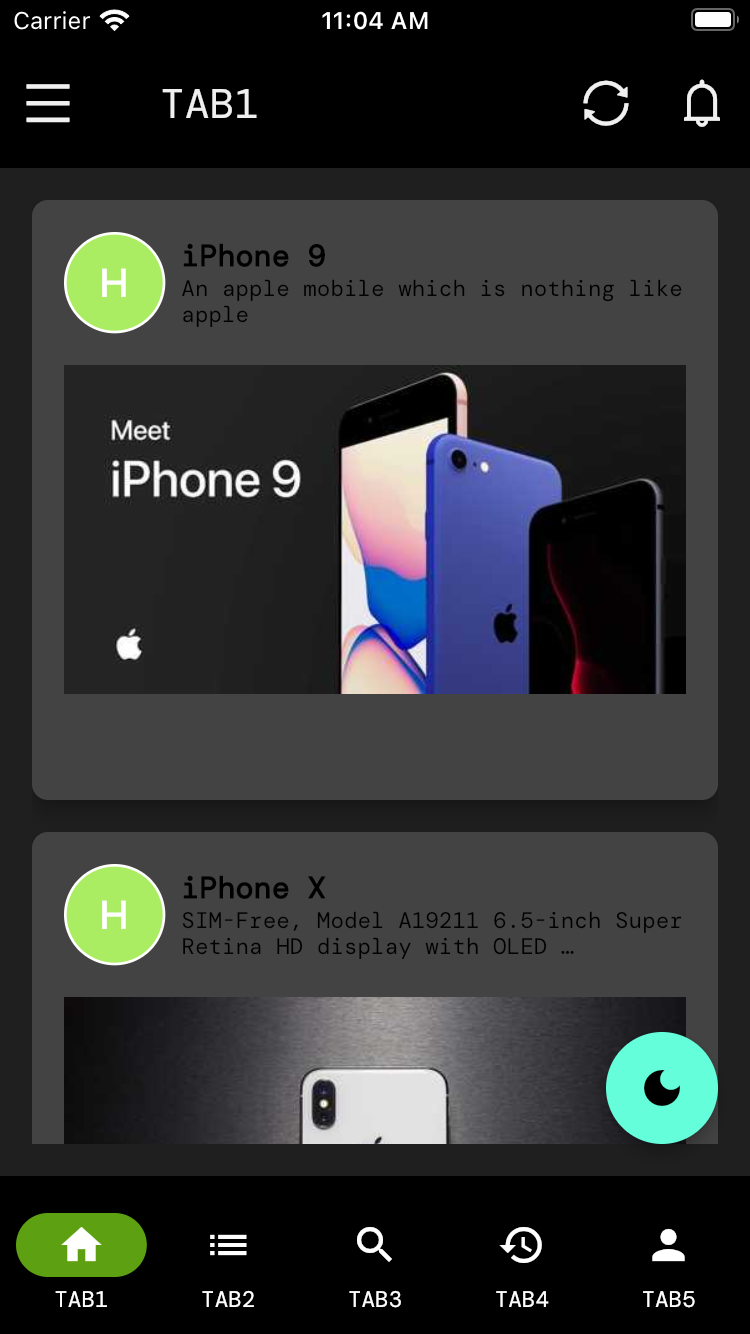 Carrier 11:04 AM
TAB1
H
iPhone 9
An apple mobile which is nothing like
apple
Meet
iPhone 9
H
iPhone X
SIM-Free, Model A19211 6.5-inch Super
Retina HD display with OLED …
TAB1 TAB2 TAB3 TAB4 TAB5